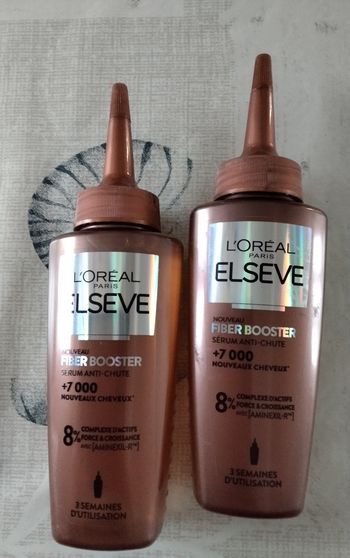 L'ORÉAL
PARIS
ELSEVE
NOUVEAU
FIBER BOOSTER
SÉRUM ANTI-CHUTE
+7 000
NOUVEAUX CHEVEUX*
8% COMPLEXE D'ACTIFS
FORCE & CROISSANCE
AVEC [AMINEXIL-R™]
3 SEMAINES
D'UTILISATION
L'ORÉAL
PARIS
ELSEVE
NOUVEAU
FIBER BOOSTER
SÉRUM ANTI-CHUTE
+7 000
NOUVEAUX CHEVEUX*
8% COMPLEXE D'ACTIFS
FORCE & CROISSANCE
AVEC [AMINEXIL-R™]
3 SEMAINES
D'UTILISATION